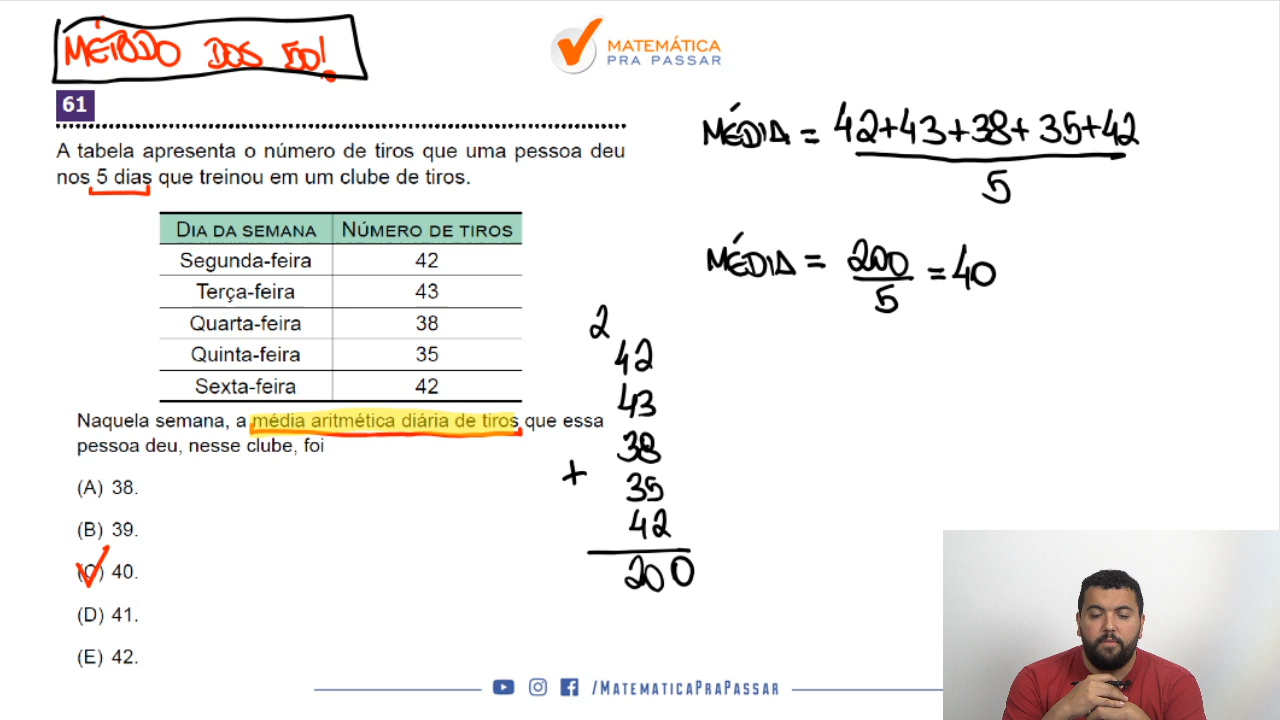 MÉTODO DOS 50!
MATEMÁTICA
PRA PASSAR
61
A tabela apresenta o número de tiros que uma pessoa deu
nos 5 dias que treinou em um clube de tiros.
DIA DA SEMANA NÚMERO DE TIROS
Segunda-feira 42
Terça-feira 43
Quarta-feira 38
Quinta-feira 35
Sexta-feira 42
Naquela semana, a média aritmética diária de tiros que essa
pessoa deu, nesse clube, foi
(A) 38.
(B) 39.
(C) 40.
(D) 41.
(E) 42.
2
42
43
38
+ 35
42
200
MÉDIA = 42+43+38+35+42
5
MÉDIA = 200 = 40
5
/MATEMATICAPRAPASSAR